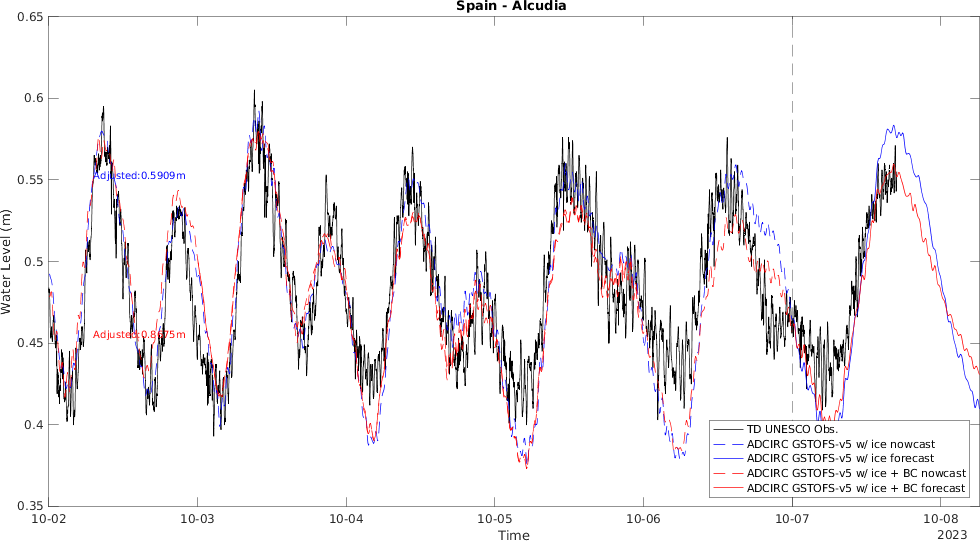 Spain - Alcudia
0.65
0.6
0.55
0.5
0.45
0.4
0.35
Water Level (m)
Adjusted:0.5909m
Adjusted:0.8675m
TD UNESCO Obs.
ADCIRC GSTOFS-v5 w/ ice nowcast
ADCIRC GSTOFS-v5 w/ ice forecast
ADCIRC GSTOFS-v5 w/ ice + BC nowcast
ADCIRC GSTOFS-v5 w/ ice + BC forecast
10-02 10-03 10-04 10-05 10-06 10-07 10-08
Time
2023